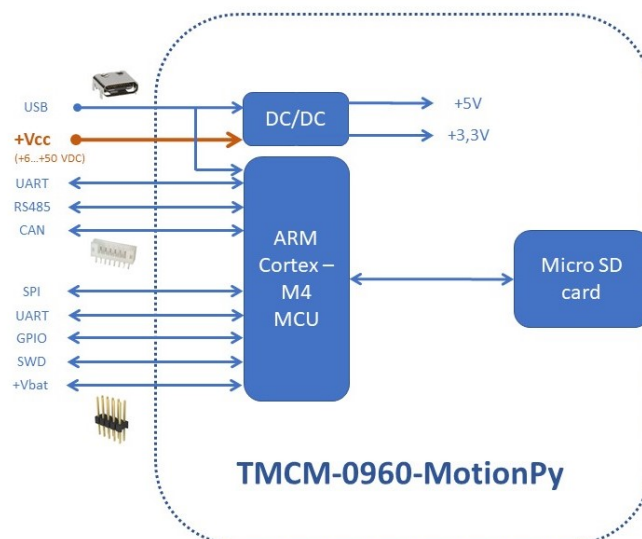 USB
+Vcc
(+6...+50 VDC)
UART
RS485
CAN
SPI
UART
GPIO
SWD
+Vbat
DC/DC
+5V
+3,3V
ARM
Cortex –
M4
MCU
Micro SD
card
TMCM-0960-MotionPy